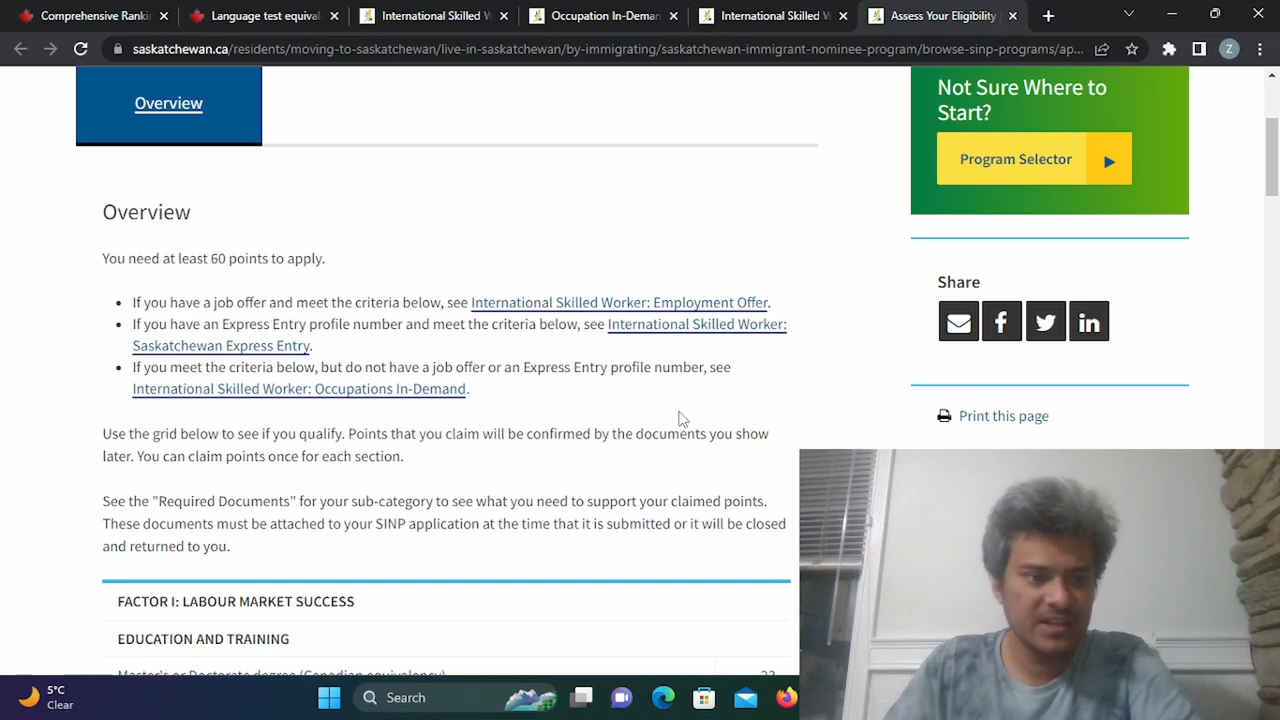 Comprehensive Ranki
Language test equival
International Skilled W
Occupation In-Deman
International Skilled W
Assess Your Eligibility
saskatchewan.ca/residents/moving-to-saskatchewan/live-in-saskatchewan/by-immigrating/saskatchewan-immigrant-nominee-program/browse-sinp-programs/ap...
Z
Overview
Not Sure Where to
Start?
Program Selector
Overview
You need at least 60 points to apply.
• If you have a job offer and meet the criteria below, see International Skilled Worker: Employment Offer.
• If you have an Express Entry profile number and meet the criteria below, see International Skilled Worker:
Saskatchewan Express Entry.
• If you meet the criteria below, but do not have a job offer or an Express Entry profile number, see
International Skilled Worker: Occupations In-Demand.
Share
Print this page
Use the grid below to see if you qualify. Points that you claim will be confirmed by the documents you show
later. You can claim points once for each section.
See the "Required Documents" for your sub-category to see what you need to support your claimed points.
These documents must be attached to your SINP application at the time that it is submitted or it will be closed
and returned to you.
FACTOR I: LABOUR MARKET SUCCESS
EDUCATION AND TRAINING
Master's or Doctorate degree (Canadian equivalency) 23
5°C
Clear
Search